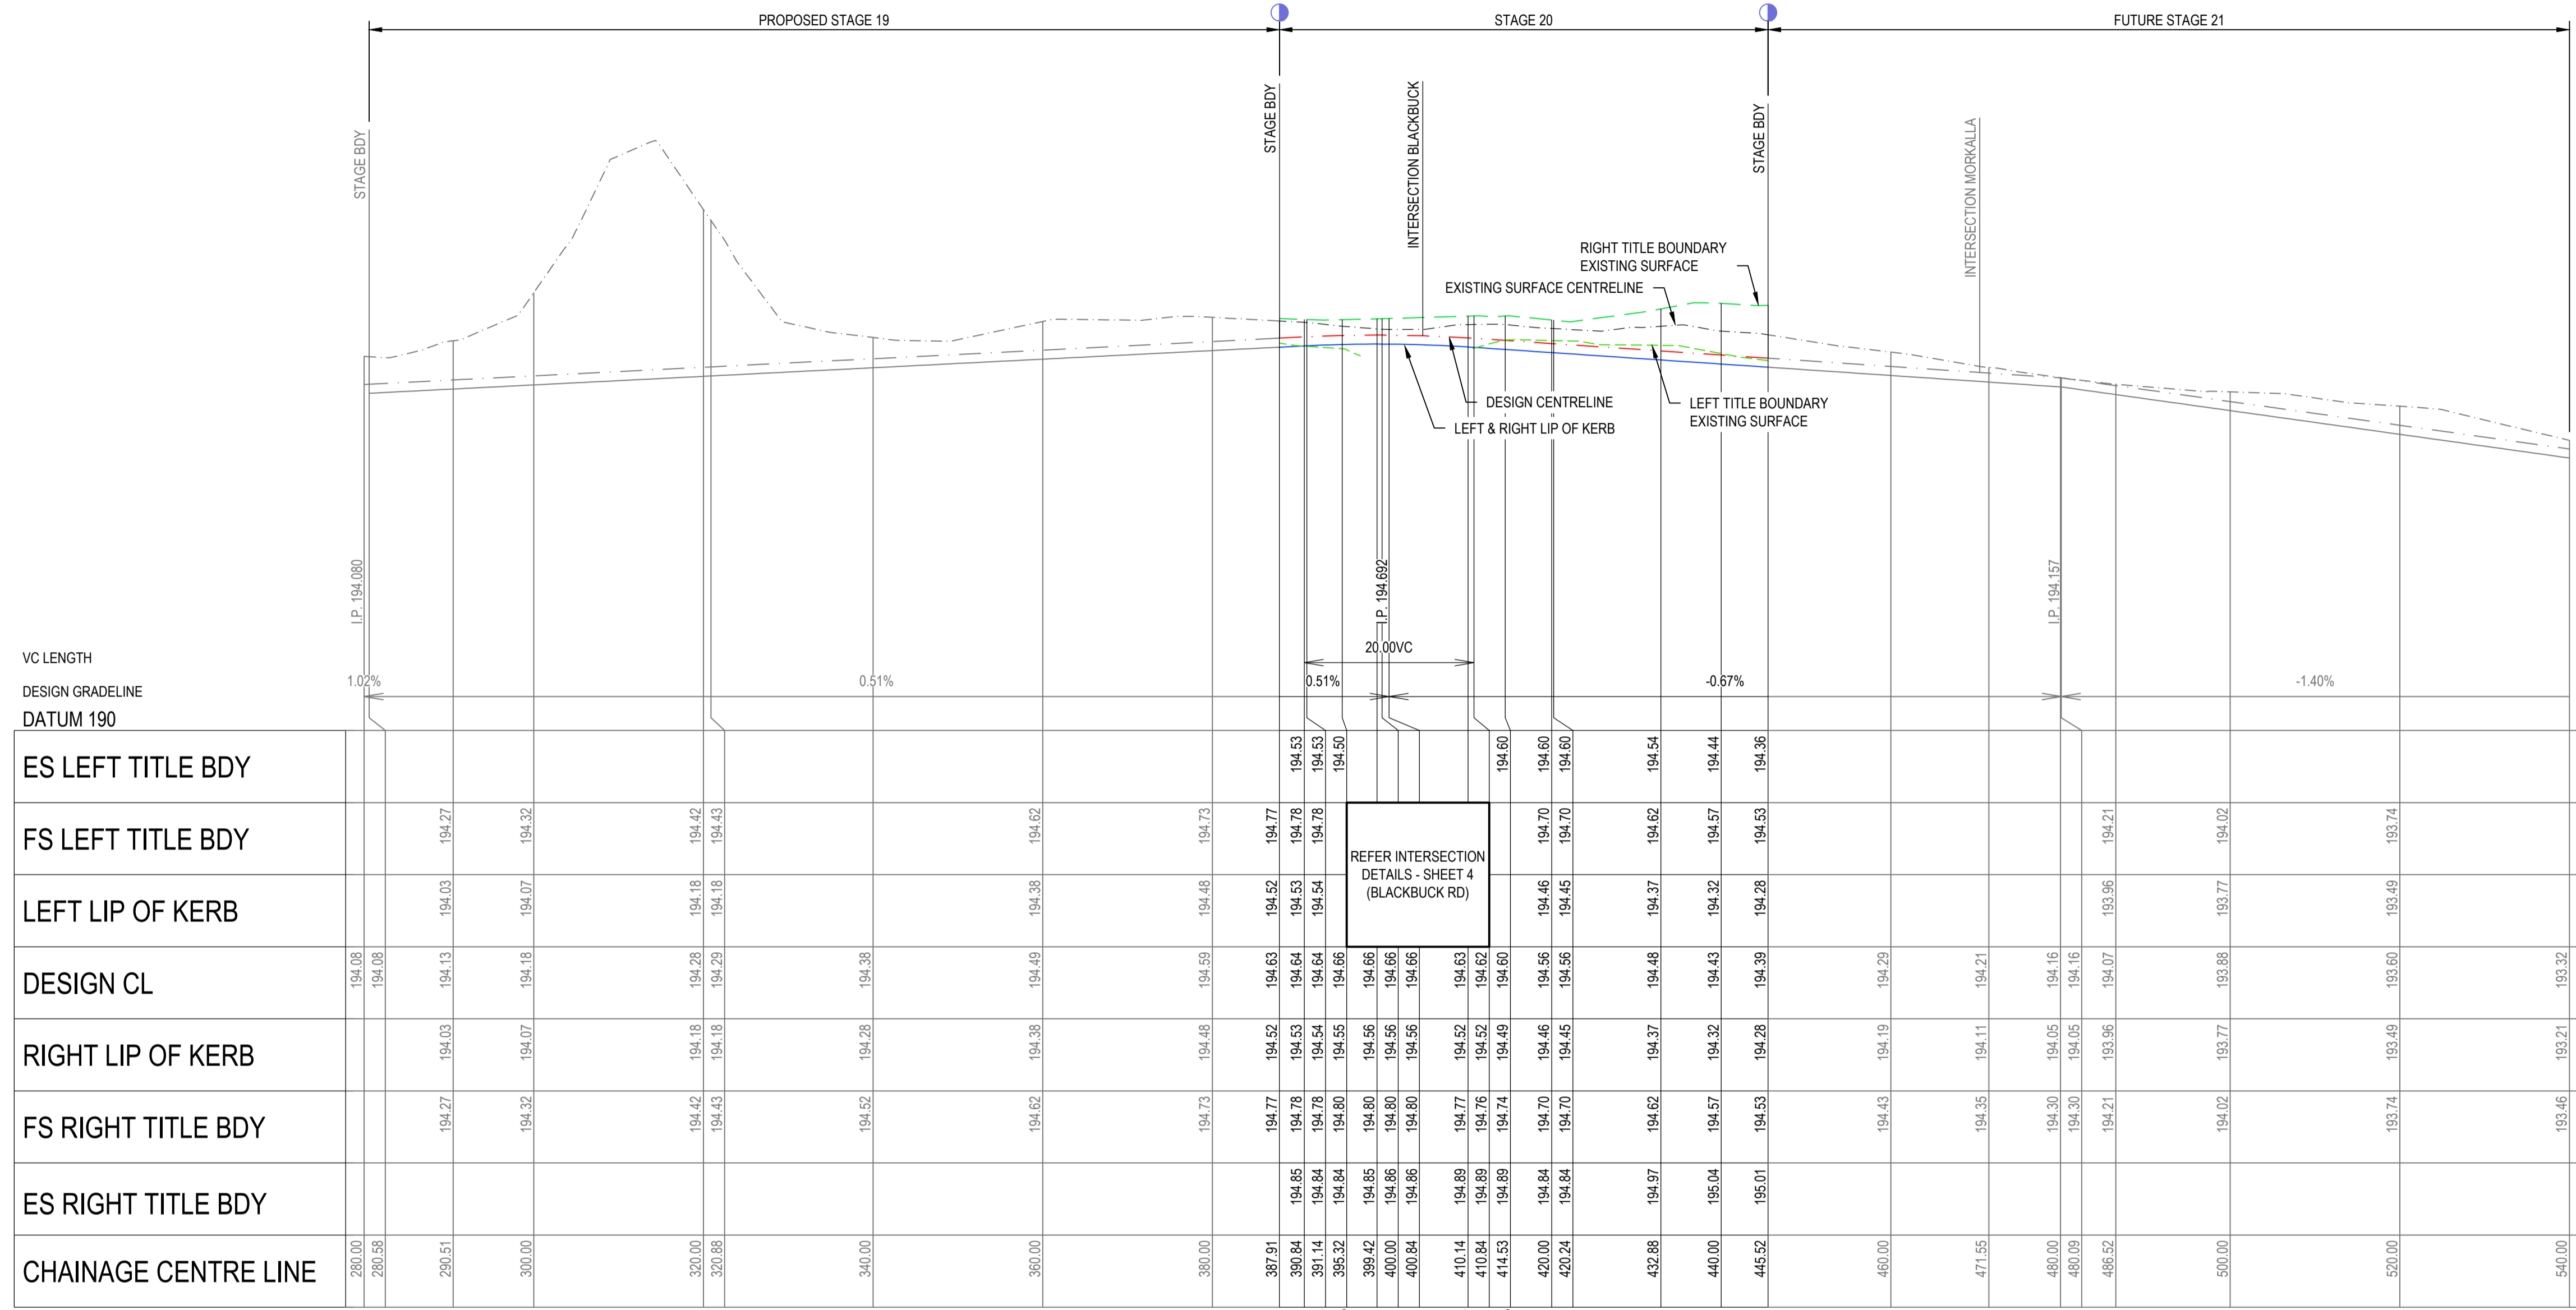 PROPOSED STAGE 19
STAGE 20
FUTURE STAGE 21
STAGE BDY
STAGE BDY
INTERSECTION BLACKBUCK
STAGE BDY
INTERSECTION MORKALLA
RIGHT TITLE BOUNDARY
EXISTING SURFACE
EXISTING SURFACE CENTRELINE
DESIGN CENTRELINE
LEFT & RIGHT LIP OF KERB
LEFT TITLE BOUNDARY
EXISTING SURFACE
I.P. 194.080
I.P. 194.692
I.P. 194.157
VC LENGTH
20.00VC
DESIGN GRADELINE
1.02%
0.51%
0.51%
-0.67%
-1.40%
DATUM 190
ES LEFT TITLE BDY
194.53 194.53 194.50 194.60 194.60 194.60 194.54 194.44 194.36
FS LEFT TITLE BDY
194.27 194.32 194.42 194.43 194.62 194.73 194.77 194.78 194.78 194.70 194.70 194.62 194.57 194.53 194.21 194.02 193.74
REFER INTERSECTION
DETAILS - SHEET 4
(BLACKBUCK RD)
LEFT LIP OF KERB
194.03 194.07 194.18 194.18 194.38 194.48 194.52 194.53 194.54 194.46 194.45 194.37 194.32 194.28 193.96 193.77 193.49
DESIGN CL
194.08 194.08 194.13 194.18 194.28 194.29 194.38 194.49 194.59 194.63 194.64 194.64 194.66 194.66 194.66 194.66 194.63 194.62 194.60 194.56 194.56 194.48 194.43 194.39 194.29 194.21 194.16 194.16 194.07 193.88 193.60 193.32
RIGHT LIP OF KERB
194.03 194.07 194.18 194.18 194.28 194.38 194.48 194.52 194.53 194.54 194.55 194.56 194.56 194.56 194.52 194.52 194.49 194.46 194.45 194.37 194.32 194.28 194.19 194.11 194.05 194.05 193.96 193.77 193.49 193.21
FS RIGHT TITLE BDY
194.27 194.32 194.42 194.43 194.52 194.62 194.73 194.77 194.78 194.78 194.80 194.80 194.80 194.80 194.77 194.76 194.74 194.70 194.70 194.62 194.57 194.53 194.43 194.35 194.30 194.30 194.21 194.02 193.74 193.46
ES RIGHT TITLE BDY
194.85 194.84 194.84 194.85 194.86 194.86 194.89 194.89 194.89 194.84 194.84 194.97 195.04 195.01
CHAINAGE CENTRE LINE
280.00 280.58 290.51 300.00 320.00 320.88 340.00 360.00 380.00 387.91 390.84 391.14 395.32 399.42 400.00 400.84 410.14 410.84 414.53 420.00 420.24 432.88 440.00 445.52 460.00 471.55 480.00 480.09 486.52 500.00 520.00 540.00